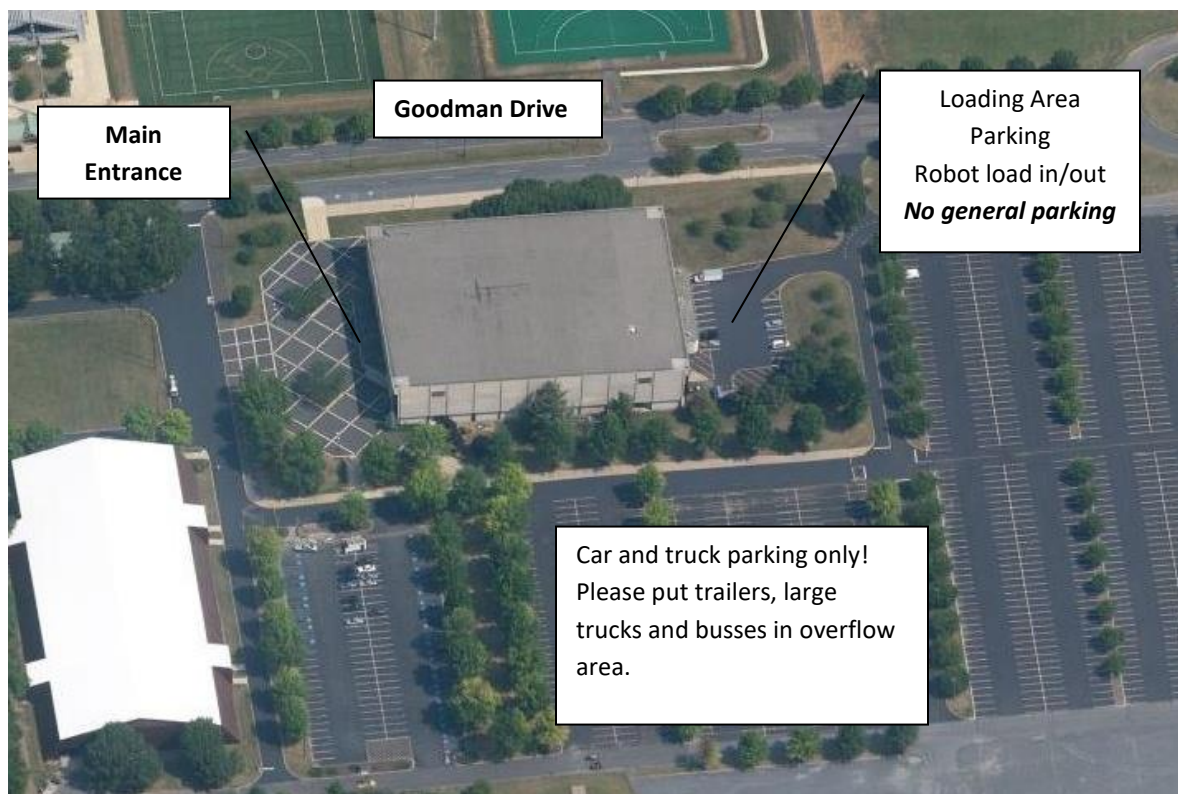 Main
Entrance
Goodman Drive
Loading Area
Parking
Robot load in/out
No general parking
Car and truck parking only!
Please put trailers, large
trucks and busses in overflow
area.